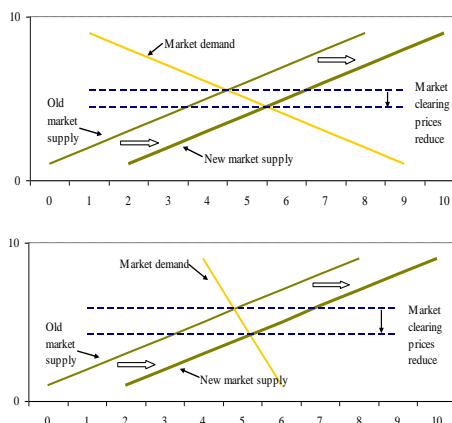 10
Market demand
Market
clearing
prices
reduce
Old
market
supply
New market supply
0
0 1 2 3 4 5 6 7 8 9 10
10
Market demand
Market
clearing
prices
reduce
Old
market
supply
New market supply
0
0 1 2 3 4 5 6 7 8 9 10